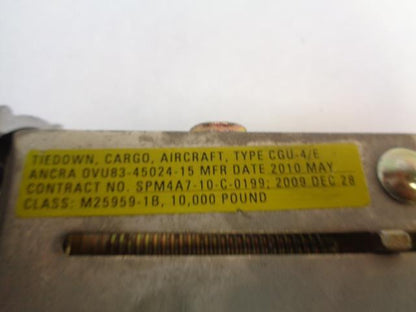 TIEDOWN, CARGO, AIRCRAFT, TYPE CGU-4/E
ANCRA 0VU83-45024-15 MFR DATE 2010 MAY
CONTRACT NO. SPM4A7-10-C-0199; 2009 DEC 28
CLASS: M25959-1B, 10,000 POUND